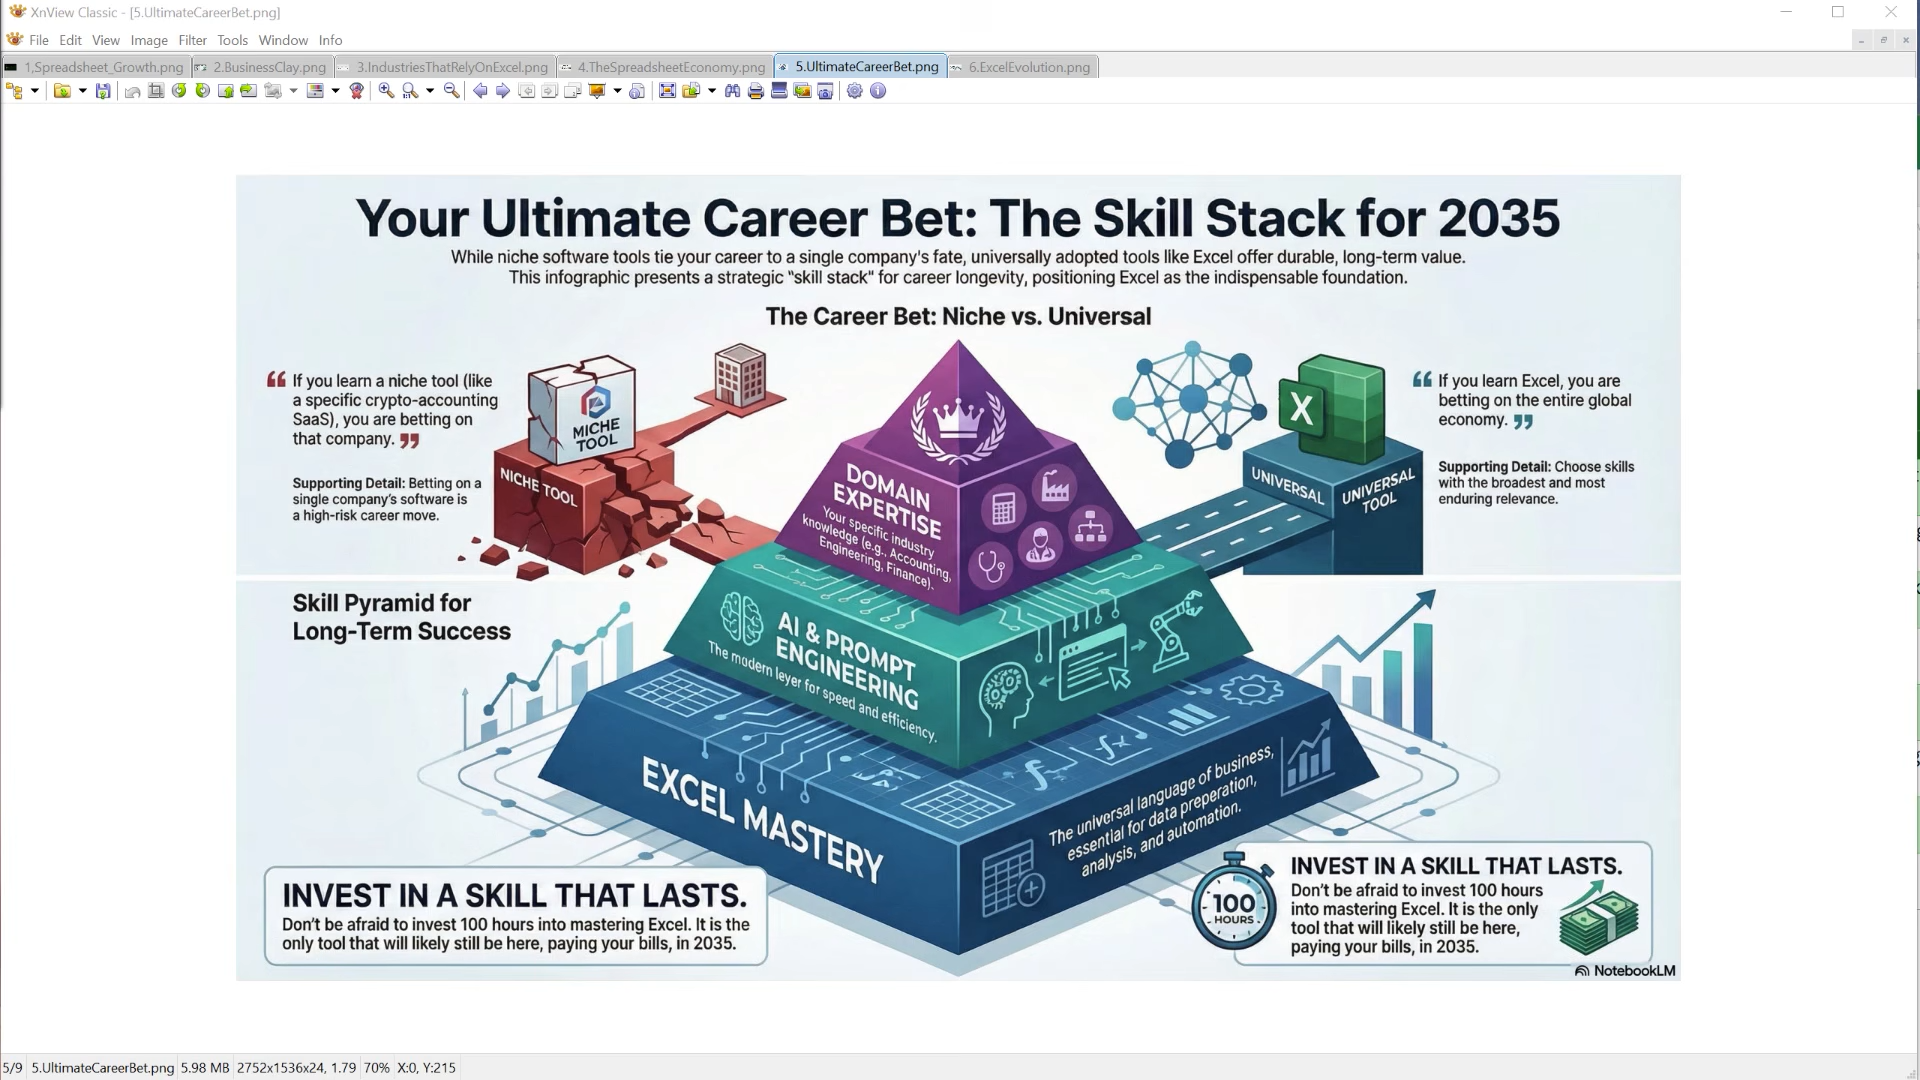 XnView Classic - [5.UltimateCareerBet.png]
File Edit View Image Filter Tools Window Info
1,Spreadsheet_Growth.png 2.BusinessClay.png 3.IndustriesThatRelyOnExcel.png 4.TheSpreadsheetEconomy.png 5.UltimateCareerBet.png 6.ExcelEvolution.png
Your Ultimate Career Bet: The Skill Stack for 2035
While niche software tools tie your career to a single company's fate, universally adopted tools like Excel offer durable, long-term value.
This infographic presents a strategic "skill stack" for career longevity, positioning Excel as the indispensable foundation.
The Career Bet: Niche vs. Universal
“ If you learn a niche tool (like
a specific crypto-accounting
SaaS), you are betting on
that company. ”
Supporting Detail: Betting on a
single company's software is
a high-risk career move.
MICHE
TOOL
NICHE TOOL
DOMAIN
EXPERTISE
Your specific industry
knowledge (e.g., Accounting,
Engineering, Finance).
X
UNIVERSAL
UNIVERSAL
TOOL
“ If you learn Excel, you are
betting on the entire global
economy. ”
Supporting Detail: Choose skills
with the broadest and most
enduring relevance.
Skill Pyramid for
Long-Term Success
AI & PROMPT
ENGINEERING
The modern leyer for speed and efficiency.
EXCEL MASTERY
The universal language of business,
essential for data preperation,
analysis, and automation.
INVEST IN A SKILL THAT LASTS.
Don't be afraid to invest 100 hours into mastering Excel. It is the
only tool that will likely still be here, paying your bills, in 2035.
100
HOURS
INVEST IN A SKILL THAT LASTS.
Don't be afraid to invest 100 hours
into mastering Excel. It is the only
tool that will likely still be here,
paying your bills, in 2035.
NotebookLM
5/9 5.UltimateCareerBet.png 5.98 MB 2752x1536x24, 1.79 70% X:0, Y:215